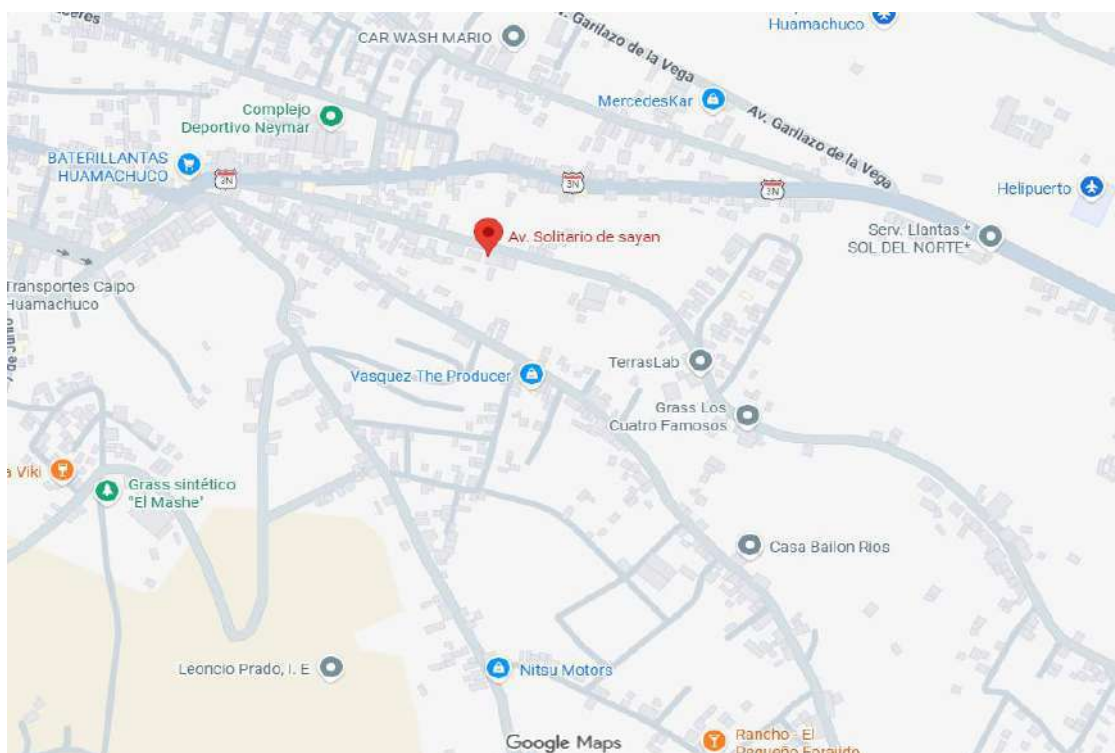 Huamachuco
Av. Garilazo de la Vega
CAR WASH MARIO
MercedesKar
Complejo
Deportivo Neymar
Av. Garilazo de la Vega
BATERILLANTAS
HUAMACHUCO
3N
3N
3N
Helipuerto
Av. Solitario de sayan
Serv. Llantas *
SOL DEL NORTE*
Transportes Caipo
Huamachuco
TerrasLab
Vasquez The Producer
Grass Los
Cuatro Famosos
a Viki
Grass sintético
"El Mashe"
Casa Bailon Rios
Leoncio Prado, I. E
Nitsu Motors
Google Maps
Rancho - El